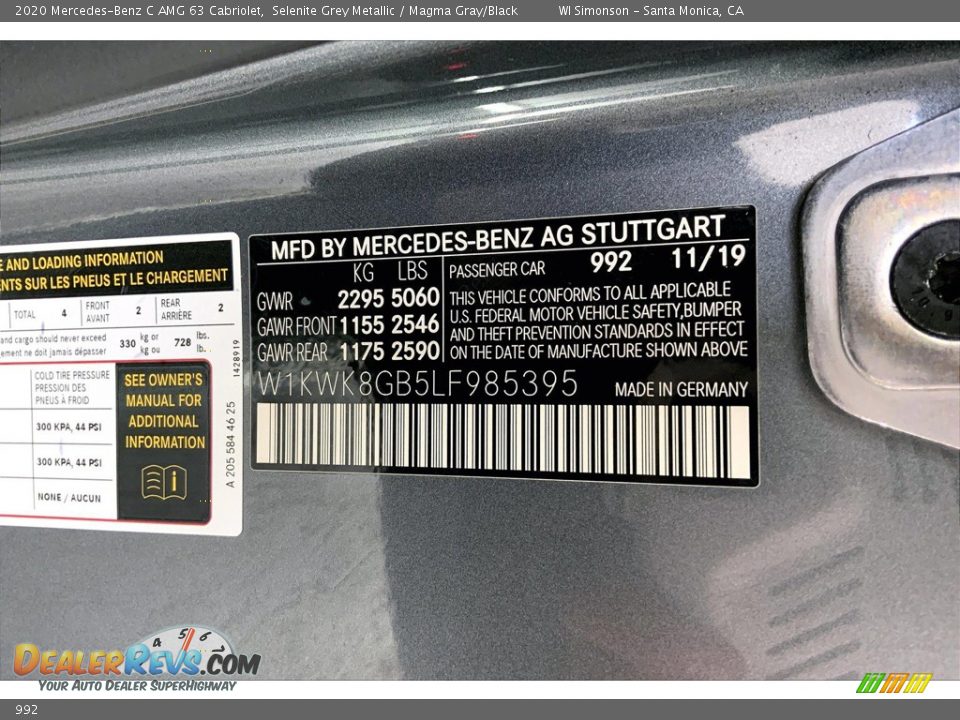 2020 Mercedes-Benz C AMG 63 Cabriolet, Selenite Grey Metallic / Magma Gray/Black WI Simonson - Santa Monica, CA
E AND LOADING INFORMATION
ENTS SUR LES PNEUS ET LE CHARGEMENT
TOTAL 4 FRONT AVANT 2 REAR ARRIÈRE 2
and cargo should never exceed 330 kg or 728 lbs.
gement ne doit jamais dépasser kg ou lb.
COLD TIRE PRESSURE
PRESSION DES
PNEUS À FROID
300 KPA, 44 PSI
300 KPA, 44 PSI
NONE / AUCUN
SEE OWNER'S
MANUAL FOR
ADDITIONAL
INFORMATION
i
1428919
A 205 584 46 25
MFD BY MERCEDES-BENZ AG STUTTGART
KG LBS
GVWR 2295 5060
GAWR FRONT 1155 2546
GAWR REAR 1175 2590
PASSENGER CAR 992 11/19
THIS VEHICLE CONFORMS TO ALL APPLICABLE
U.S. FEDERAL MOTOR VEHICLE SAFETY, BUMPER
AND THEFT PREVENTION STANDARDS IN EFFECT
ON THE DATE OF MANUFACTURE SHOWN ABOVE
W1KWK8GB5LF985395 MADE IN GERMANY
4 5 6
DEALERREVS.COM
YOUR AUTO DEALER SUPERHIGHWAY
992